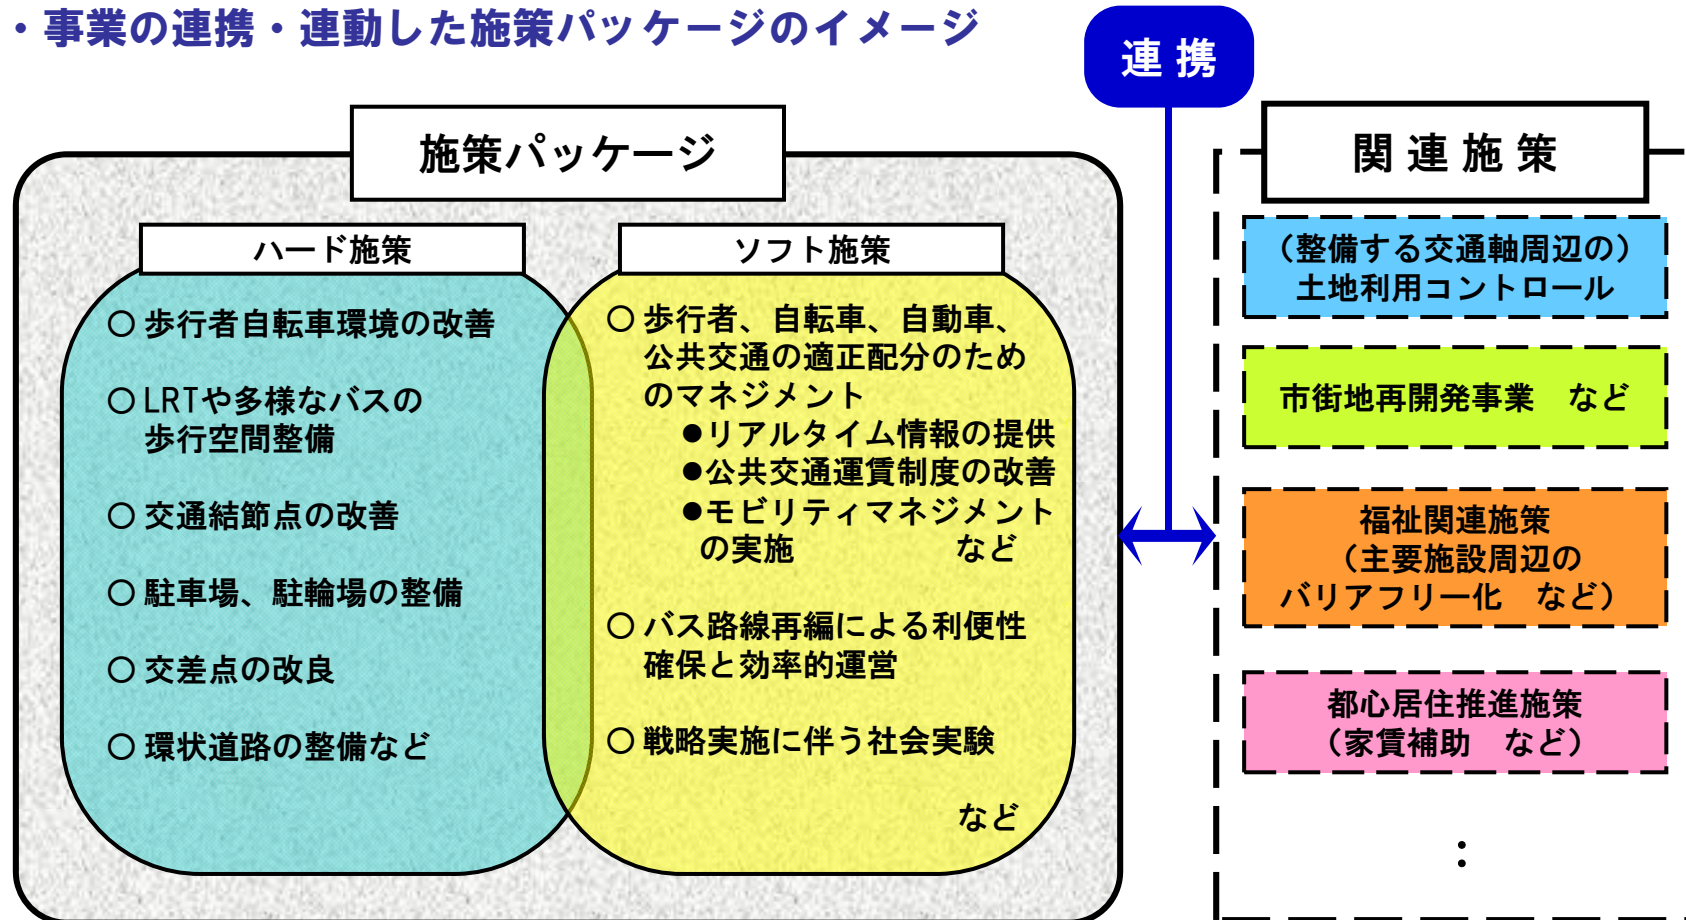 ・事業の連携・連動した施策パッケージのイメージ
連 携
施策パッケージ
ハード施策
○ 歩行者自転車環境の改善
○ LRTや多様なバスの
歩行空間整備
○ 交通結節点の改善
○ 駐車場、駐輪場の整備
○ 交差点の改良
○ 環状道路の整備など
ソフト施策
○ 歩行者、自転車、自動車、
公共交通の適正配分のため
のマネジメント
●リアルタイム情報の提供
●公共交通運賃制度の改善
●モビリティマネジメント
の実施　など
○ バス路線再編による利便性
確保と効率的運営
○ 戦略実施に伴う社会実験
など
関 連 施 策
（整備する交通軸周辺の）
土地利用コントロール
市街地再開発事業　など
福祉関連施策
（主要施設周辺の
バリアフリー化　など）
都心居住推進施策
（家賃補助　など）
：